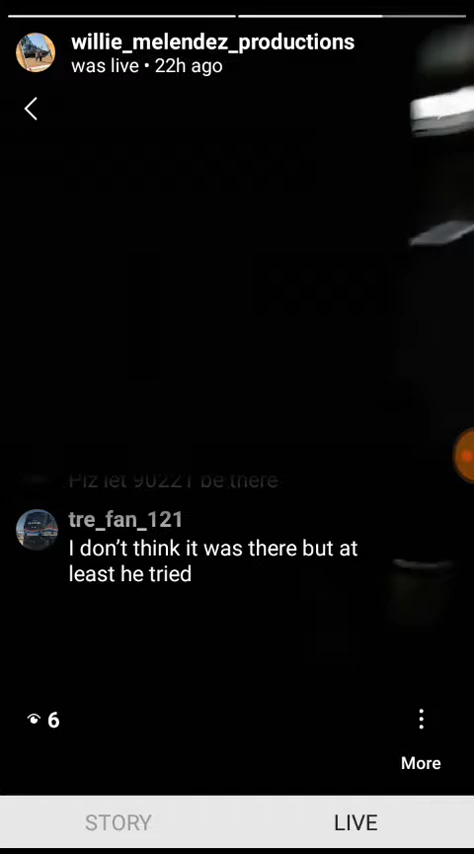 willie_melendez_productions
was live • 22h ago
Plz let 90221 be there
tre_fan_121
I don't think it was there but at
least he tried
6
More
STORY
LIVE